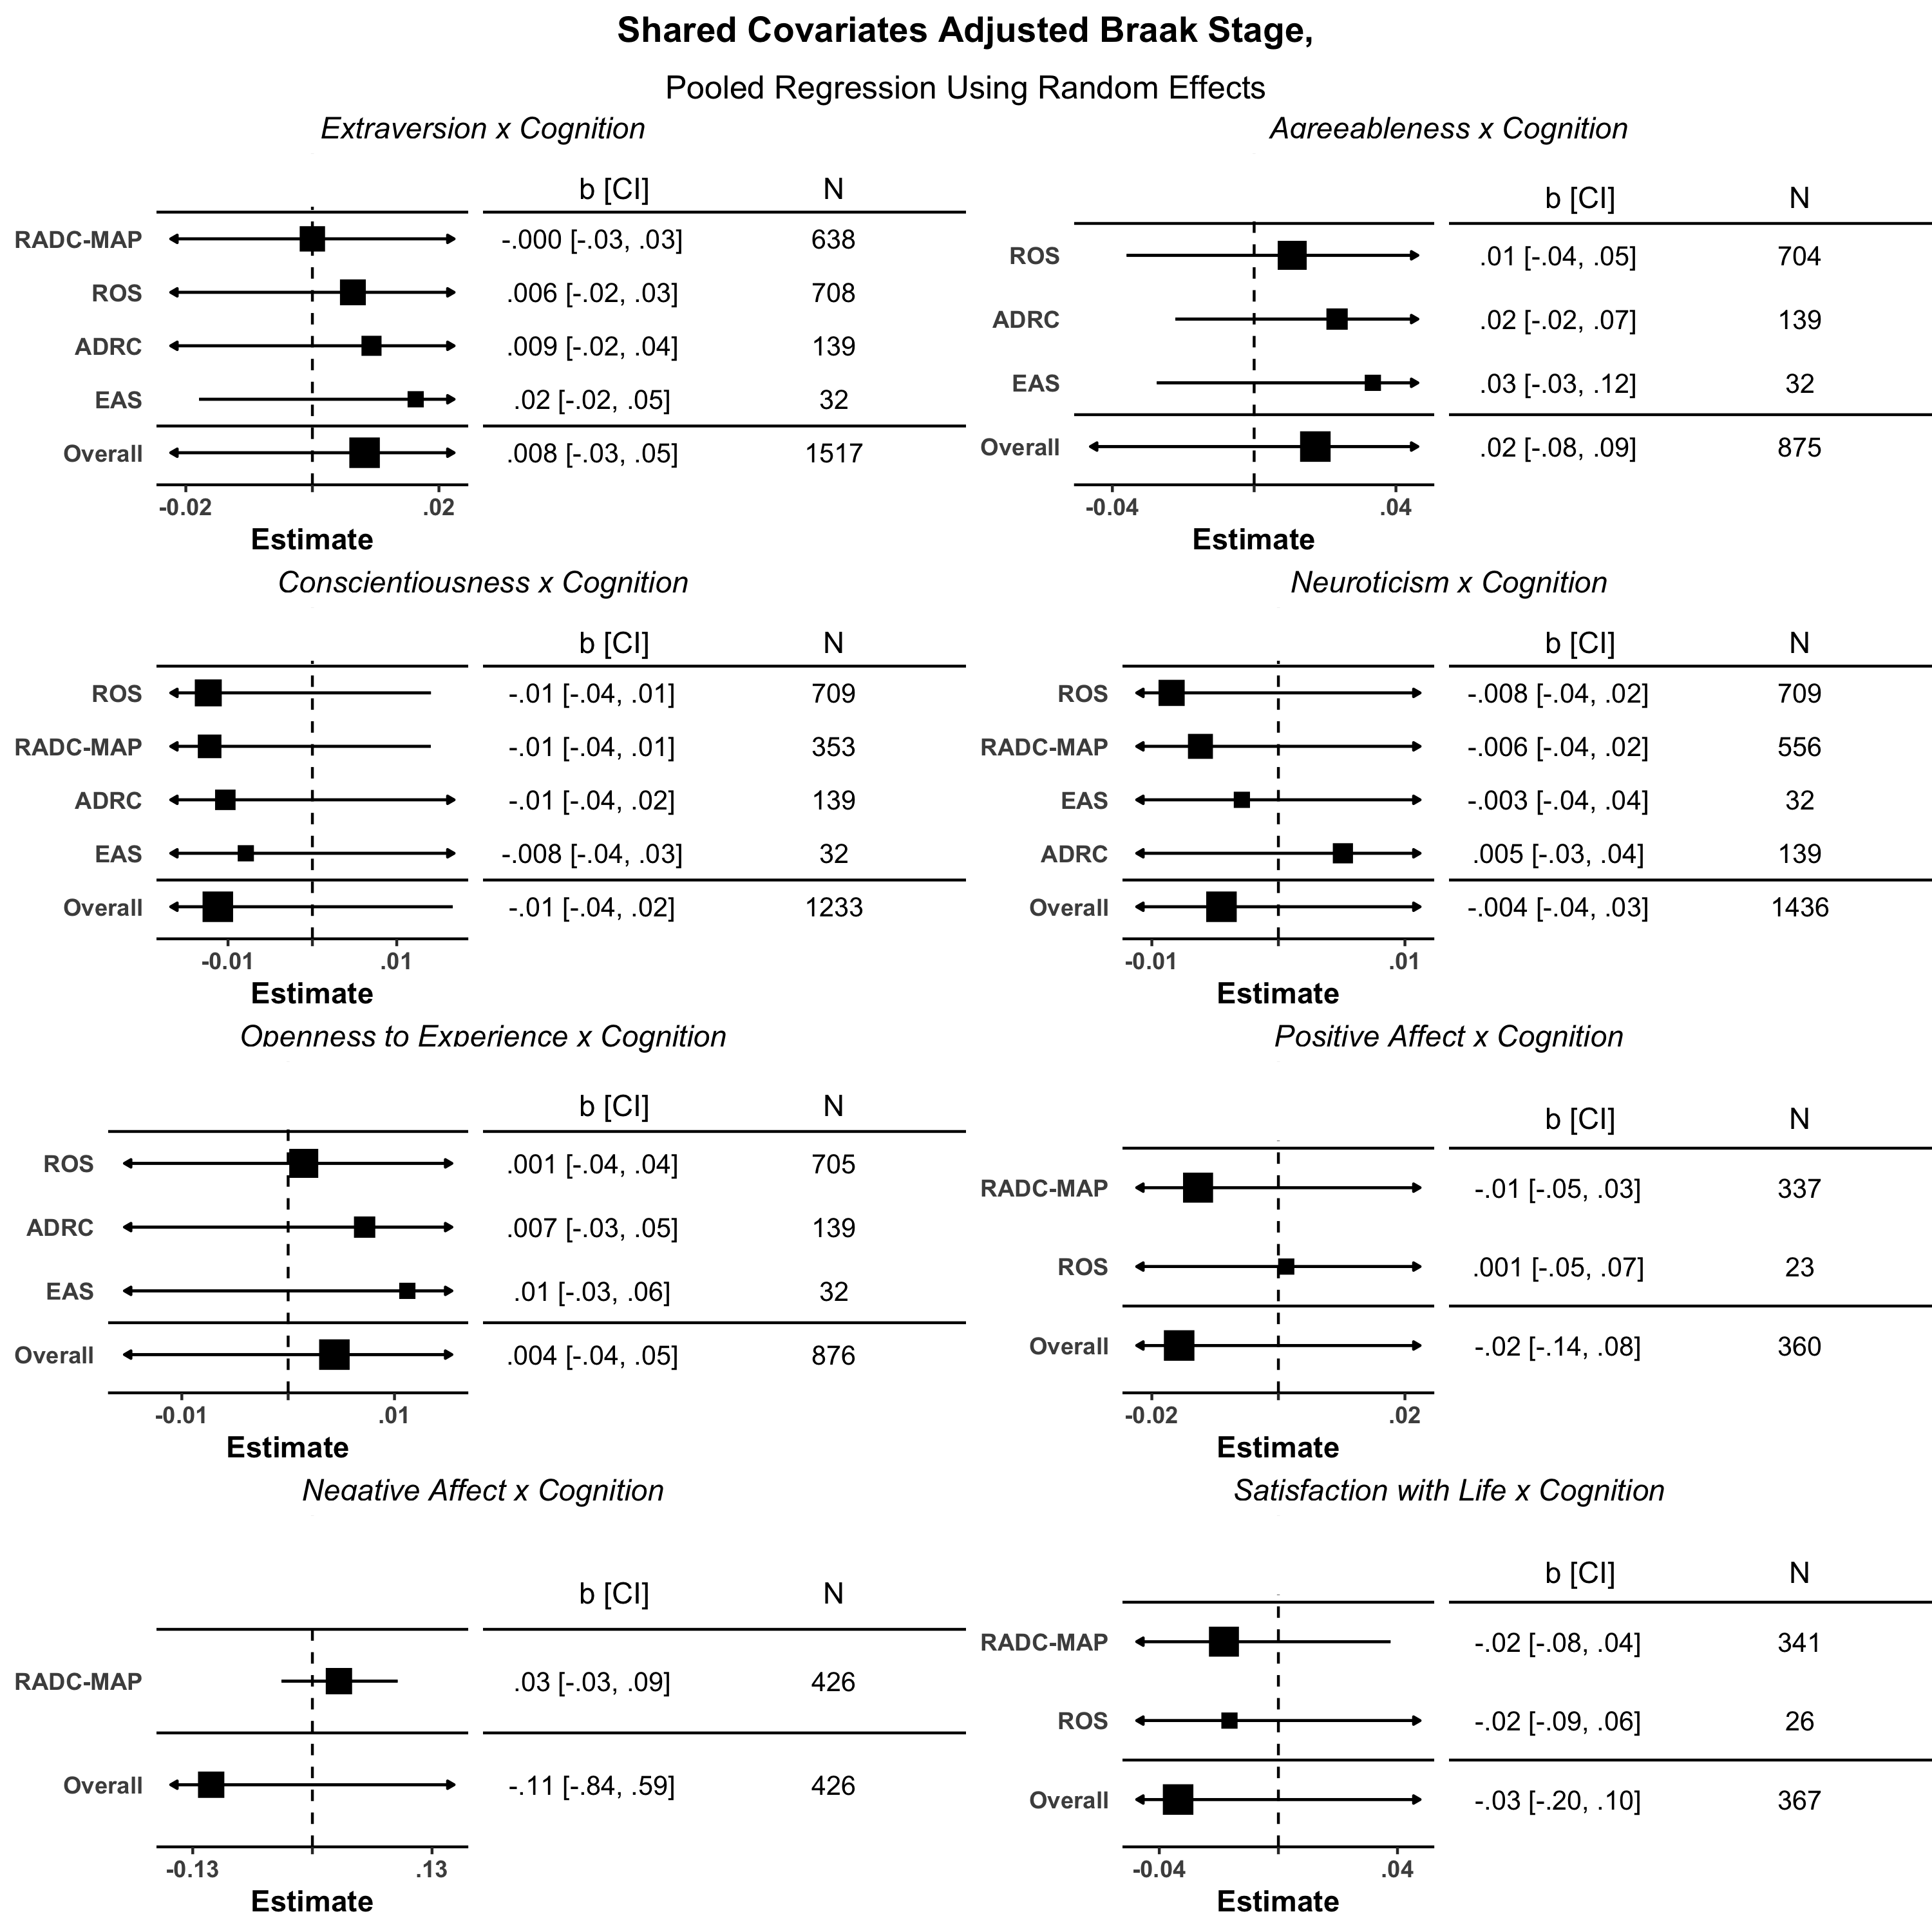 Shared Covariates Adjusted Braak Stage,
Pooled Regression Using Random Effects
Extraversion x Cognition
b [CI] N
RADC-MAP -.000 [-.03, .03] 638
ROS .006 [-.02, .03] 708
ADRC .009 [-.02, .04] 139
EAS .02 [-.02, .05] 32
Overall .008 [-.03, .05] 1517
-0.02 .02
Estimate
Agreeableness x Cognition
b [CI] N
ROS .01 [-.04, .05] 704
ADRC .02 [-.02, .07] 139
EAS .03 [-.03, .12] 32
Overall .02 [-.08, .09] 875
-0.04 .04
Estimate
Conscientiousness x Cognition
b [CI] N
ROS -.01 [-.04, .01] 709
RADC-MAP -.01 [-.04, .01] 353
ADRC -.01 [-.04, .02] 139
EAS -.008 [-.04, .03] 32
Overall -.01 [-.04, .02] 1233
-0.01 .01
Estimate
Neuroticism x Cognition
b [CI] N
ROS -.008 [-.04, .02] 709
RADC-MAP -.006 [-.04, .02] 556
EAS -.003 [-.04, .04] 32
ADRC .005 [-.03, .04] 139
Overall -.004 [-.04, .03] 1436
-0.01 .01
Estimate
Openness to Experience x Cognition
b [CI] N
ROS .001 [-.04, .04] 705
ADRC .007 [-.03, .05] 139
EAS .01 [-.03, .06] 32
Overall .004 [-.04, .05] 876
-0.01 .01
Estimate
Positive Affect x Cognition
b [CI] N
RADC-MAP -.01 [-.05, .03] 337
ROS .001 [-.05, .07] 23
Overall -.02 [-.14, .08] 360
-0.02 .02
Estimate
Negative Affect x Cognition
b [CI] N
RADC-MAP .03 [-.03, .09] 426
Overall -.11 [-.84, .59] 426
-0.13 .13
Estimate
Satisfaction with Life x Cognition
b [CI] N
RADC-MAP -.02 [-.08, .04] 341
ROS -.02 [-.09, .06] 26
Overall -.03 [-.20, .10] 367
-0.04 .04
Estimate